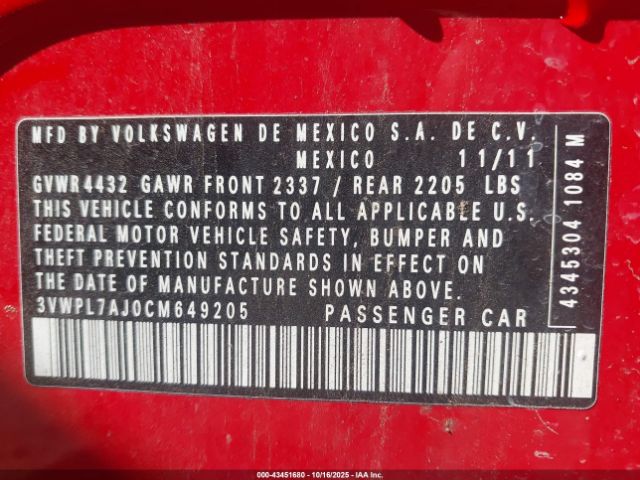 MFD BY VOLKSWAGEN DE MEXICO S.A. DE C.V.
MEXICO 11/11
GVWR 4432 GAWR FRONT 2337 / REAR 2205 LBS
THIS VEHICLE CONFORMS TO ALL APPLICABLE U.S.
FEDERAL MOTOR VEHICLE SAFETY, BUMPER AND
THEFT PREVENTION STANDARDS IN EFFECT ON
THE DATE OF MANUFACTURE SHOWN ABOVE.
3VWPL7AJ0CM649205 PASSENGER CAR
4345304 1084 M
000-43451680 - 10/16/2025 - IAA Inc.